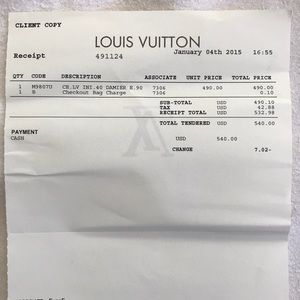 CLIENT COPY
LOUIS VUITTON
Receipt 491124 January 04th 2015 16:55
QTY CODE DESCRIPTION ASSOCIATE UNIT PRICE TOTAL PRICE
1 M9807U CE.LV INI.40 DAMIER E.90 7306 490.00 490.00
1 B Checkout Bag Charge 7306 0.10
SUB-TOTAL USD 490.10
TAX USD 42.88
RECEIPT TOTAL USD 532.98
TOTAL TENDERED USD 540.00
PAYMENT
CASH USD 540.00
CHANGE 7.02-